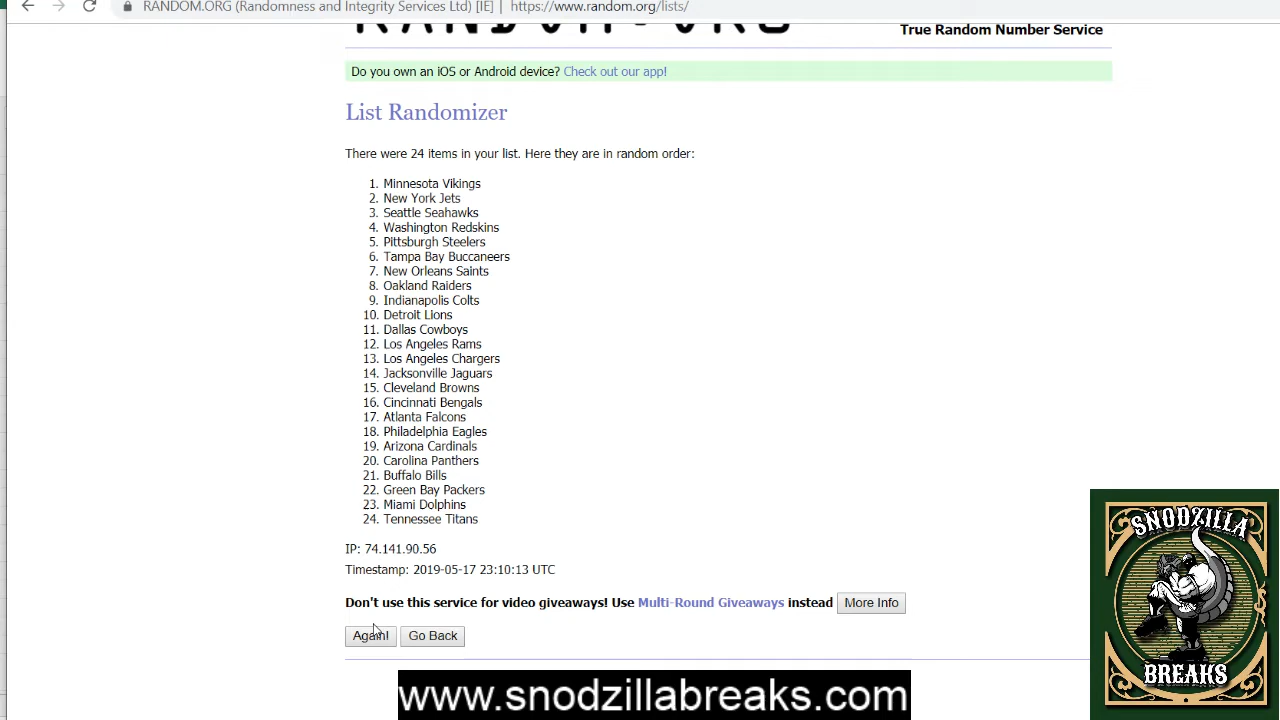 RANDOM.ORG (Randomness and Integrity Services Ltd) [IE] | https://www.random.org/lists/
RANDOM.ORG
True Random Number Service
Do you own an iOS or Android device? Check out our app!
List Randomizer
There were 24 items in your list. Here they are in random order:
1. Minnesota Vikings
2. New York Jets
3. Seattle Seahawks
4. Washington Redskins
5. Pittsburgh Steelers
6. Tampa Bay Buccaneers
7. New Orleans Saints
8. Oakland Raiders
9. Indianapolis Colts
10. Detroit Lions
11. Dallas Cowboys
12. Los Angeles Rams
13. Los Angeles Chargers
14. Jacksonville Jaguars
15. Cleveland Browns
16. Cincinnati Bengals
17. Atlanta Falcons
18. Philadelphia Eagles
19. Arizona Cardinals
20. Carolina Panthers
21. Buffalo Bills
22. Green Bay Packers
23. Miami Dolphins
24. Tennessee Titans
IP: 74.141.90.56
Timestamp: 2019-05-17 23:10:13 UTC
Don't use this service for video giveaways! Use Multi-Round Giveaways instead More Info
Again! Go Back
SNODZILLA
BREAKS
www.snodzillabreaks.com